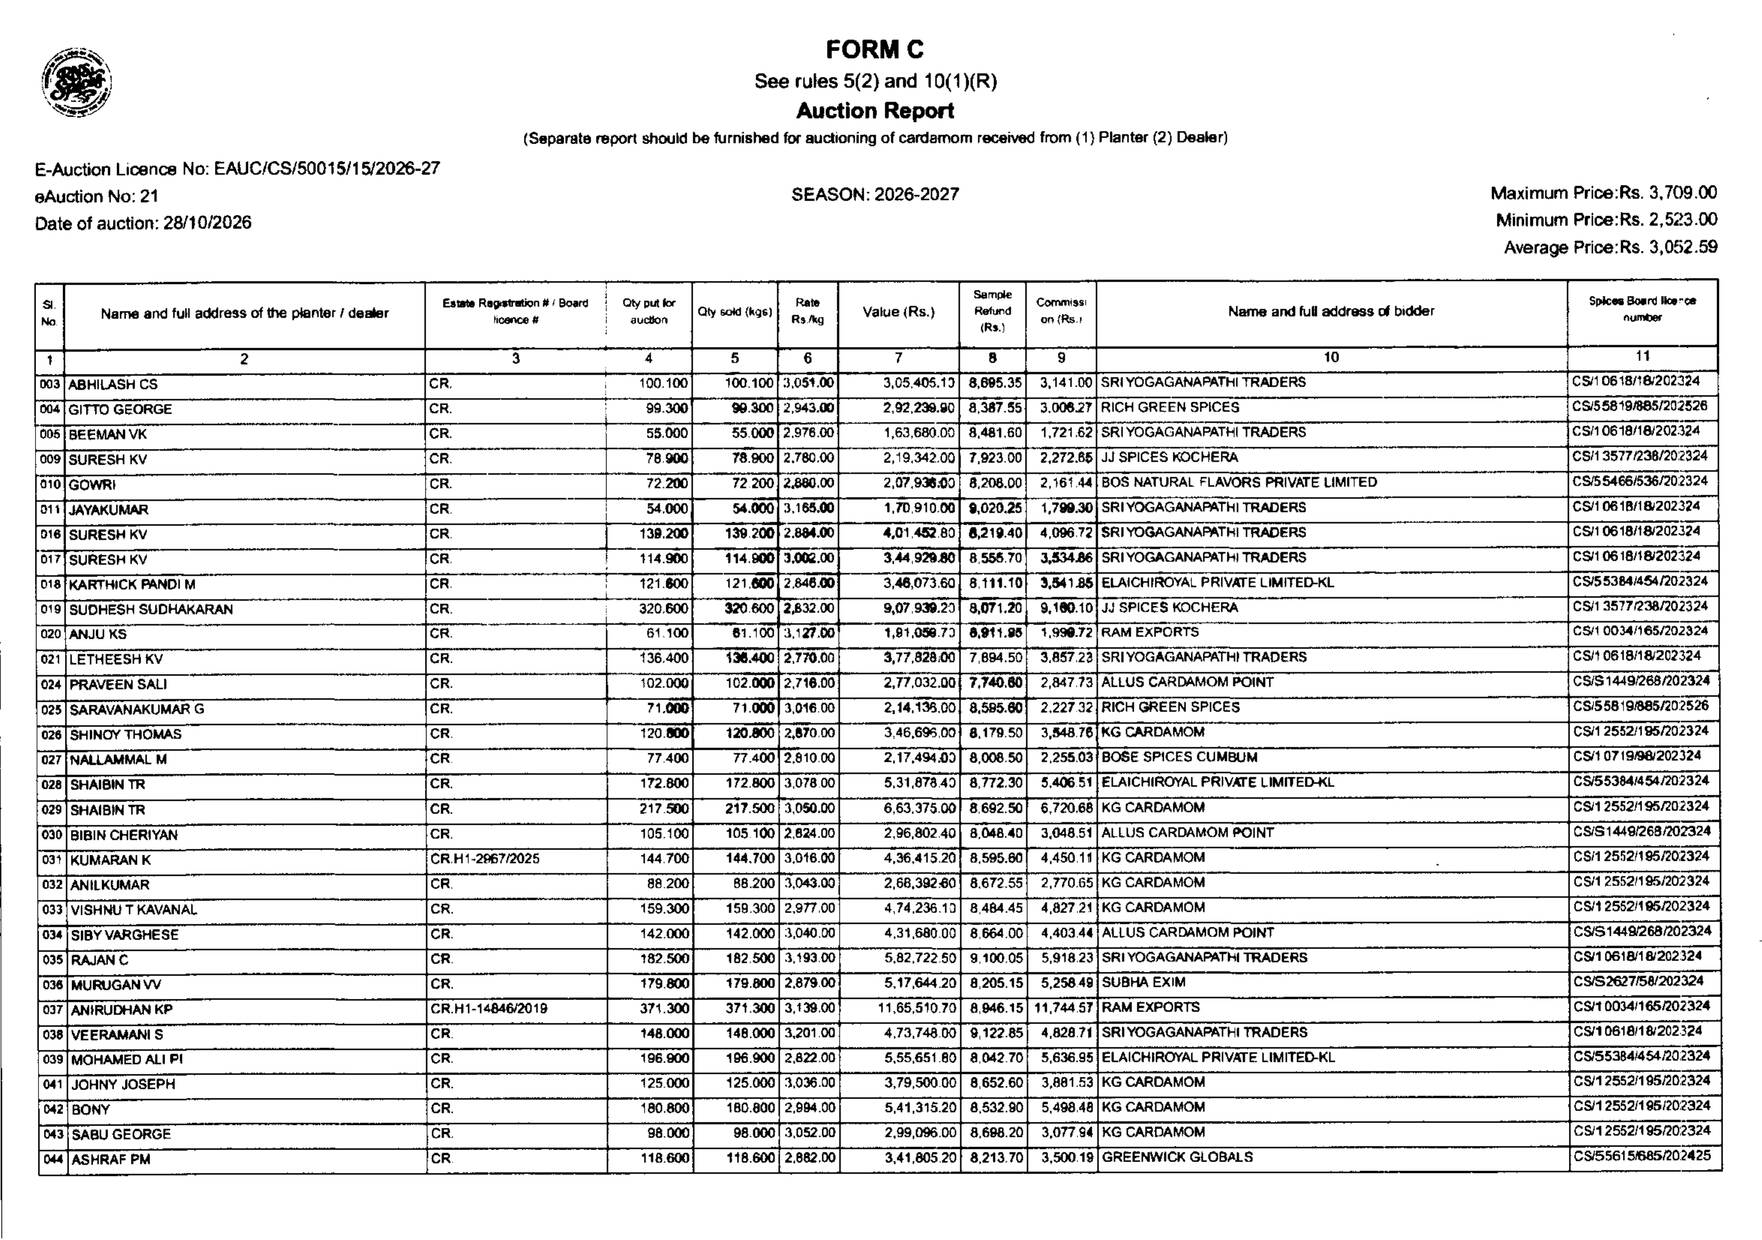 FORM C
See rules 5(2) and 10(1)(R)
Auction Report
(Separate report should be furnished for auctioning of cardamom received from (1) Planter (2) Dealer)
E-Auction Licence No: EAUC/CS/50015/15/2026-27
eAuction No: 21 SEASON: 2026-2027 Maximum Price:Rs. 3,709.00
Date of auction: 28/10/2026 Minimum Price:Rs. 2,523.00
Average Price:Rs. 3,052.59
Sl. No. Name and full address of the planter / dealer Estate Registration # / Board licence # Qty put for auction Qty sold (kgs) Rate Rs./kg Value (Rs.) Sample Refund (Rs.) Commissi on (Rs.) Name and full address of bidder Spices Board licence number
1 2 3 4 5 6 7 8 9 10 11
003 ABHILASH CS CR. 100.100 100.100 3,051.00 3,05,405.10 8,695.35 3,141.00 SRI YOGAGANAPATHI TRADERS CS/1 0618/18/202324
004 GITTO GEORGE CR. 99.300 99.300 2,943.00 2,92,239.90 8,387.55 3,006.27 RICH GREEN SPICES CS/55819/885/202526
005 BEEMAN VK CR. 55.000 55.000 2,976.00 1,63,680.00 8,481.60 1,721.62 SRI YOGAGANAPATHI TRADERS CS/1 0618/18/202324
009 SURESH KV CR. 78.900 78.900 2,780.00 2,19,342.00 7,923.00 2,272.65 JJ SPICES KOCHERA CS/1 3577/238/202324
010 GOWRI CR. 72.200 72.200 2,880.00 2,07,936.00 8,208.00 2,161.44 BOS NATURAL FLAVORS PRIVATE LIMITED CS/55466/536/202324
011 JAYAKUMAR CR. 54.000 54.000 3,165.00 1,70,910.00 9,020.25 1,799.30 SRI YOGAGANAPATHI TRADERS CS/1 0618/18/202324
016 SURESH KV CR. 139.200 139.200 2,884.00 4,01,452.80 8,219.40 4,096.72 SRI YOGAGANAPATHI TRADERS CS/1 0618/18/202324
017 SURESH KV CR. 114.900 114.900 3,002.00 3,44,929.80 8,555.70 3,534.86 SRI YOGAGANAPATHI TRADERS CS/1 0618/18/202324
018 KARTHICK PANDI M CR. 121.600 121.600 2,846.00 3,46,073.60 8,111.10 3,541.85 ELAICHIROYAL PRIVATE LIMITED-KL CS/55384/454/202324
019 SUDHESH SUDHAKARAN CR. 320.600 320.600 2,832.00 9,07,939.20 8,071.20 9,160.10 JJ SPICES KOCHERA CS/1 3577/238/202324
020 ANJU KS CR. 61.100 61.100 3,127.00 1,91,059.70 8,911.95 1,999.72 RAM EXPORTS CS/1 0034/165/202324
021 LETHEESH KV CR. 136.400 136.400 2,770.00 3,77,828.00 7,894.50 3,857.23 SRI YOGAGANAPATHI TRADERS CS/1 0618/18/202324
024 PRAVEEN SALI CR. 102.000 102.000 2,716.00 2,77,032.00 7,740.60 2,847.73 ALLUS CARDAMOM POINT CS/S1449/268/202324
025 SARAVANAKUMAR G CR. 71.000 71.000 3,016.00 2,14,136.00 8,595.60 2,227.32 RICH GREEN SPICES CS/55819/885/202526
026 SHINOY THOMAS CR. 120.800 120.800 2,870.00 3,46,696.00 8,179.50 3,548.76 KG CARDAMOM CS/1 2552/195/202324
027 NALLAMMAL M CR. 77.400 77.400 2,810.00 2,17,494.00 8,008.50 2,255.03 BOSE SPICES CUMBUM CS/1 0719/98/202324
028 SHAIBIN TR CR. 172.800 172.800 3,078.00 5,31,878.40 8,772.30 5,406.51 ELAICHIROYAL PRIVATE LIMITED-KL CS/55384/454/202324
029 SHAIBIN TR CR. 217.500 217.500 3,050.00 6,63,375.00 8,692.50 6,720.68 KG CARDAMOM CS/1 2552/195/202324
030 BIBIN CHERIYAN CR. 105.100 105.100 2,824.00 2,96,802.40 8,048.40 3,048.51 ALLUS CARDAMOM POINT CS/S1449/268/202324
031 KUMARAN K CR.H1-2967/2025 144.700 144.700 3,016.00 4,36,415.20 8,595.60 4,450.11 KG CARDAMOM CS/1 2552/195/202324
032 ANILKUMAR CR. 88.200 88.200 3,043.00 2,68,392.60 8,672.55 2,770.65 KG CARDAMOM CS/1 2552/195/202324
033 VISHNU T KAVANAL CR. 159.300 159.300 2,977.00 4,74,236.10 8,484.45 4,827.21 KG CARDAMOM CS/1 2552/195/202324
034 SIBY VARGHESE CR. 142.000 142.000 3,040.00 4,31,680.00 8,664.00 4,403.44 ALLUS CARDAMOM POINT CS/S1449/268/202324
035 RAJAN C CR. 182.500 182.500 3,193.00 5,82,722.50 9,100.05 5,918.23 SRI YOGAGANAPATHI TRADERS CS/1 0618/18/202324
036 MURUGAN VV CR. 179.800 179.800 2,879.00 5,17,644.20 8,205.15 5,258.49 SUBHA EXIM CS/S2627/58/202324
037 ANIRUDHAN KP CR.H1-14846/2019 371.300 371.300 3,139.00 11,65,510.70 8,946.15 11,744.57 RAM EXPORTS CS/1 0034/165/202324
038 VEERAMANI S CR. 148.000 148.000 3,201.00 4,73,748.00 9,122.85 4,828.71 SRI YOGAGANAPATHI TRADERS CS/1 0618/18/202324
039 MOHAMED ALI PI CR. 196.900 196.900 2,822.00 5,55,651.80 8,042.70 5,636.95 ELAICHIROYAL PRIVATE LIMITED-KL CS/55384/454/202324
041 JOHNY JOSEPH CR. 125.000 125.000 3,036.00 3,79,500.00 8,652.60 3,881.53 KG CARDAMOM CS/1 2552/195/202324
042 BONY CR. 180.800 180.800 2,994.00 5,41,315.20 8,532.90 5,498.48 KG CARDAMOM CS/1 2552/195/202324
043 SABU GEORGE CR. 98.000 98.000 3,052.00 2,99,096.00 8,698.20 3,077.94 KG CARDAMOM CS/1 2552/195/202324
044 ASHRAF PM CR. 118.600 118.600 2,882.00 3,41,805.20 8,213.70 3,500.19 GREENWICK GLOBALS CS/55615/685/202425